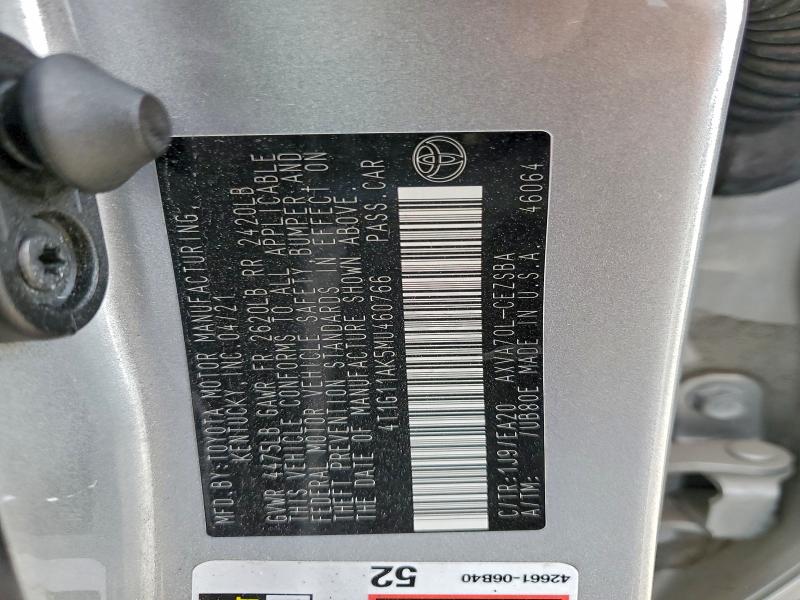 MFD.BY: TOYOTA MOTOR MANUFACTURING,
KENTUCKY, INC. 04/21
GVWR 4475LB GAWR FR 2620LB RR 2420LB
THIS VEHICLE CONFORMS TO ALL APPLICABLE
FEDERAL MOTOR VEHICLE SAFETY, BUMPER, AND
THEFT PREVENTION STANDARDS IN EFFECT ON
THE DATE OF MANUFACTURE SHOWN ABOVE.
4T1G11AK5MU460766 PASS.CAR
C/TR:1J9/EA20 AXVA70L-CEZSBA
A/TM: /UB80E MADE IN U.S.A. 46064
52
42661-06B40